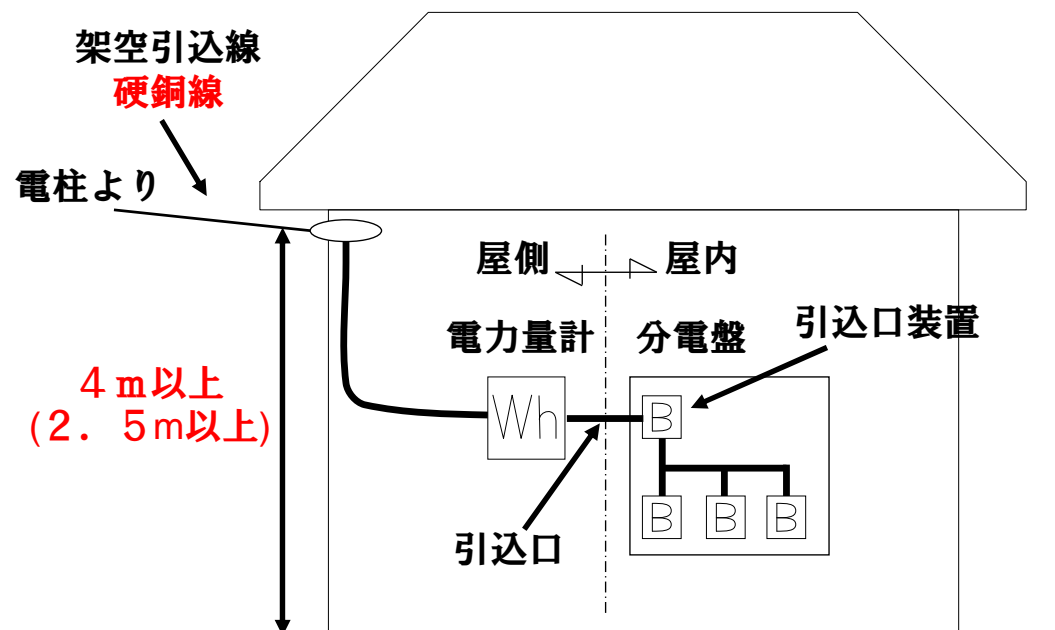 架空引込線
硬銅線
電柱より
屋側
屋内
電力量計
分電盤
引込口装置
4m以上
(2.5m以上)
Wh
B
B
B
B
引込口